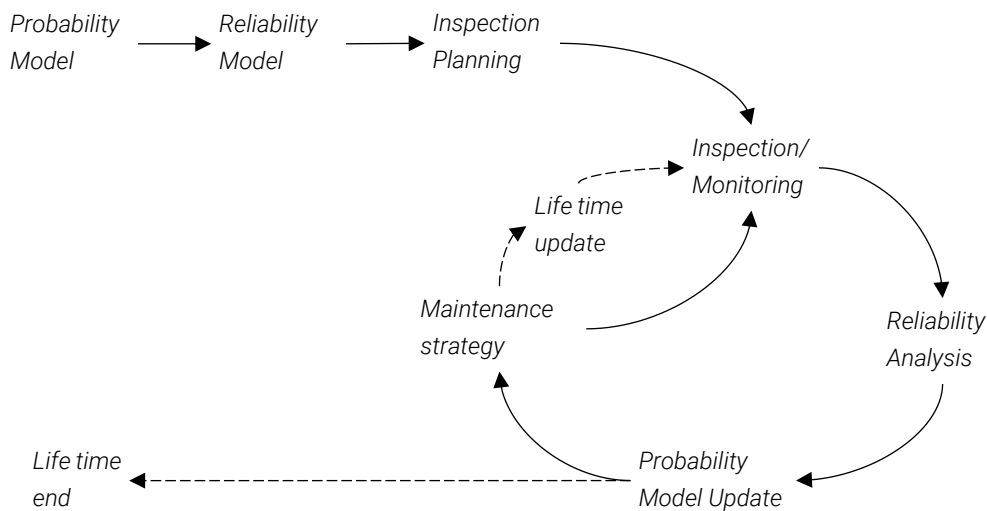 Probability
Model
Reliability
Model
Inspection
Planning
Inspection/
Monitoring
Life time
update
Maintenance
strategy
Reliability
Analysis
Life time
end
Probability
Model Update